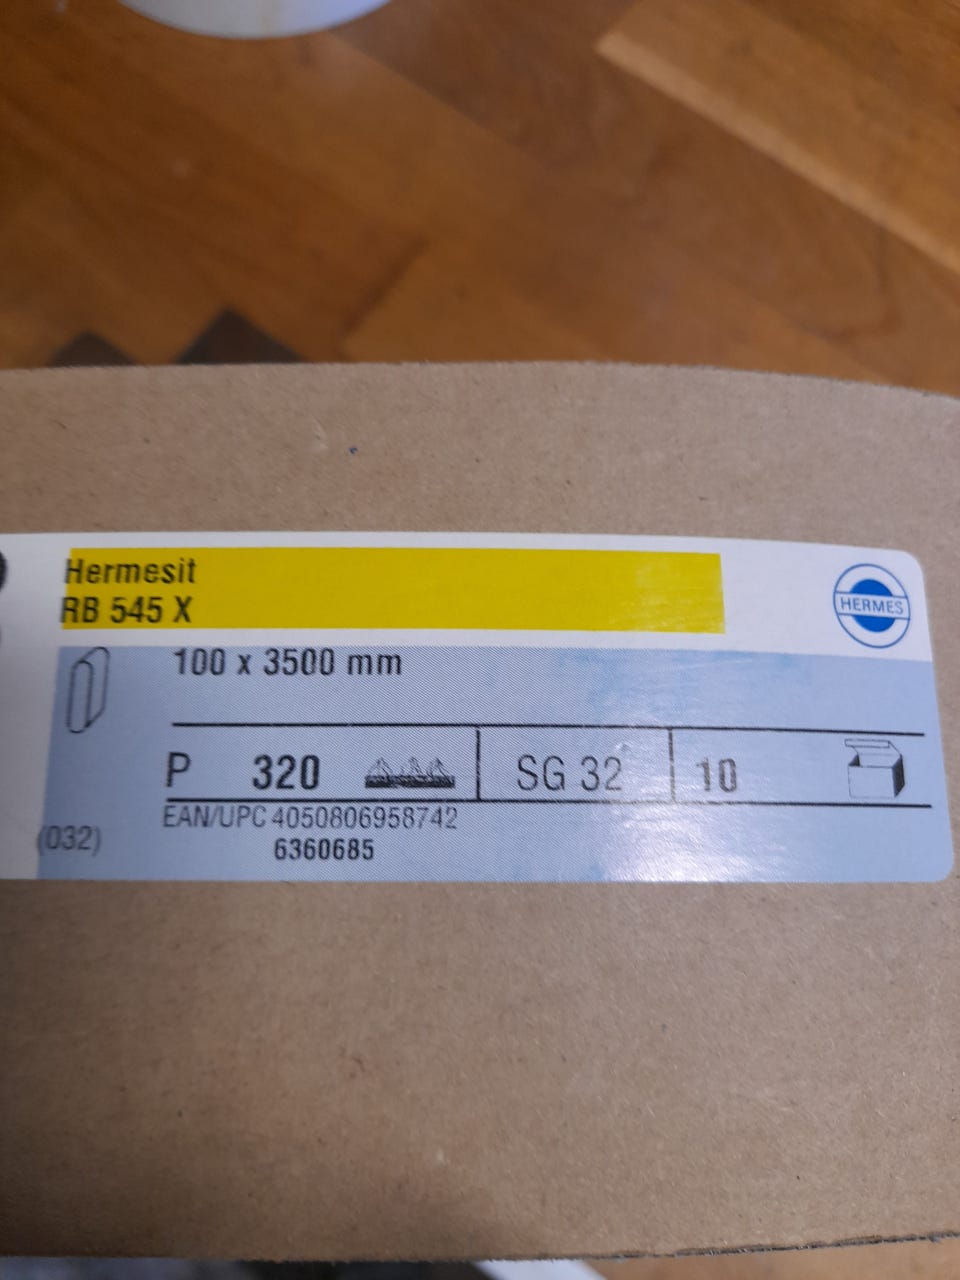 Hermesit
RB 545 X
HERMES
100 x 3500 mm
P 320 SG 32 10
EAN/UPC 4050806958742
(032)
6360685